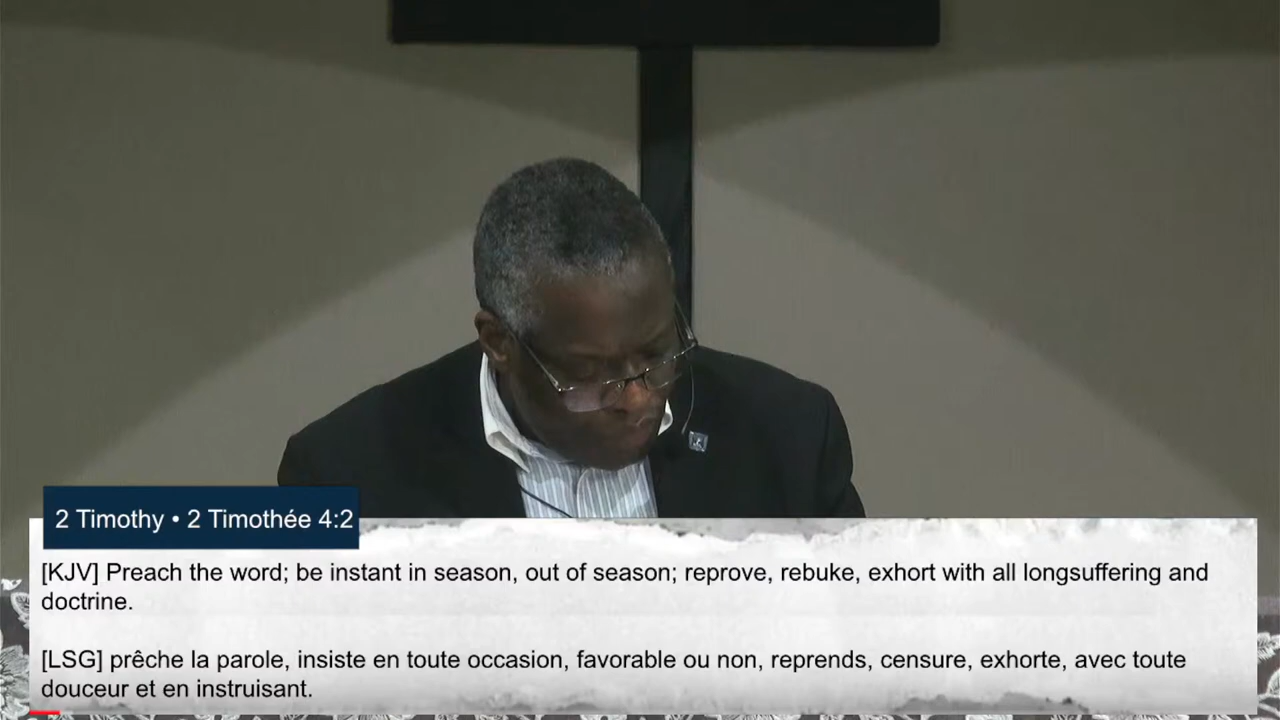 2 Timothy • 2 Timothée 4:2
[KJV] Preach the word; be instant in season, out of season; reprove, rebuke, exhort with all longsuffering and
doctrine.
[LSG] prêche la parole, insiste en toute occasion, favorable ou non, reprends, censure, exhorte, avec toute
douceur et en instruisant.